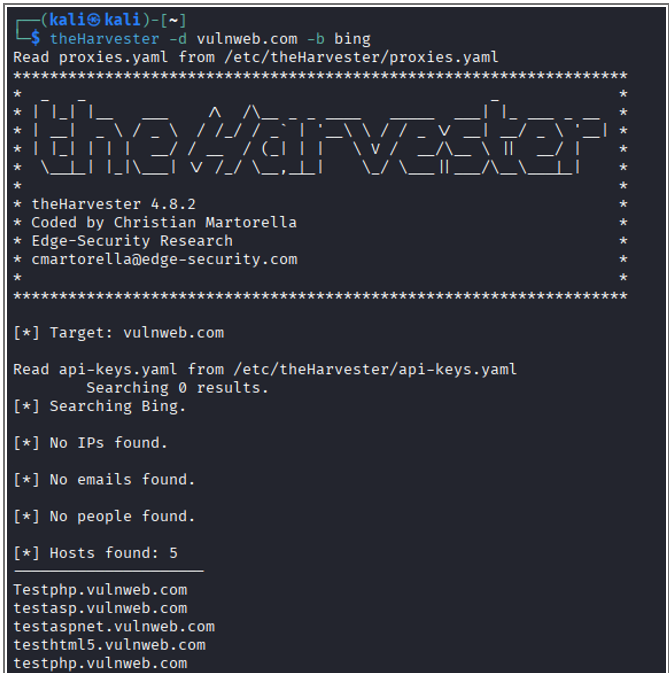 ┌──(kali㉿kali)-[~]
└─$ theHarvester -d vulnweb.com -b bing
Read proxies.yaml from /etc/theHarvester/proxies.yaml
*******************************************************************
* *
* theHarvester *
* *
* theHarvester 4.8.2 *
* Coded by Christian Martorella *
* Edge-Security Research *
* cmartorella@edge-security.com *
* *
*******************************************************************
[*] Target: vulnweb.com
Read api-keys.yaml from /etc/theHarvester/api-keys.yaml
Searching 0 results.
[*] Searching Bing.
[*] No IPs found.
[*] No emails found.
[*] No people found.
[*] Hosts found: 5
---------------------
Testphp.vulnweb.com
testasp.vulnweb.com
testaspnet.vulnweb.com
testhtml5.vulnweb.com
testphp.vulnweb.com